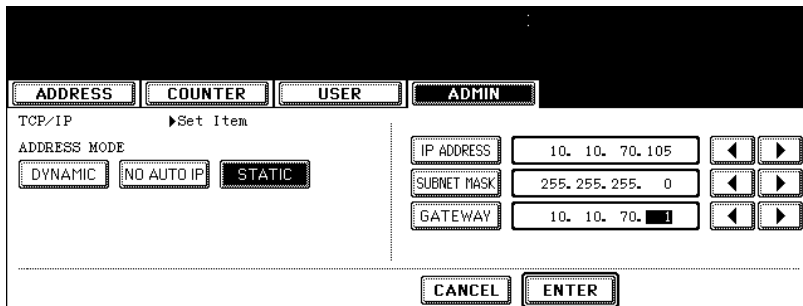 ADDRESS COUNTER USER ADMIN
TCP/IP ▶Set Item
ADDRESS MODE
DYNAMIC NO AUTO IP STATIC
IP ADDRESS 10. 10. 70.105
SUBNET MASK 255.255.255. 0
GATEWAY 10. 10. 70. 1
CANCEL ENTER